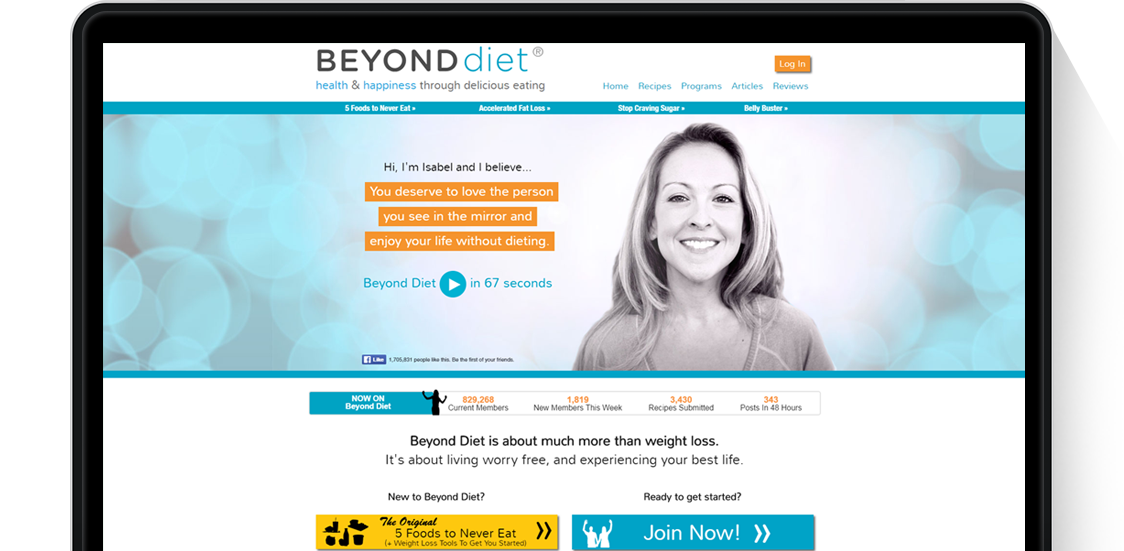 BEYOND diet®
health & happiness through delicious eating
Log In
Home Recipes Programs Articles Reviews
5 Foods to Never Eat » Accelerated Fat Loss » Stop Craving Sugar » Belly Buster »
Hi, I'm Isabel and I believe...
You deserve to love the person
you see in the mirror and
enjoy your life without dieting.
Beyond Diet in 67 seconds
Like 1,705,831 people like this. Be the first of your friends.
NOW ON
Beyond Diet
829,268 1,819 3,430 343
Current Members New Members This Week Recipes Submitted Posts In 48 Hours
Beyond Diet is about much more than weight loss.
It's about living worry free, and experiencing your best life.
New to Beyond Diet? Ready to get started?
The Original
5 Foods to Never Eat
(+ Weight Loss Tools To Get You Started)
Join Now!